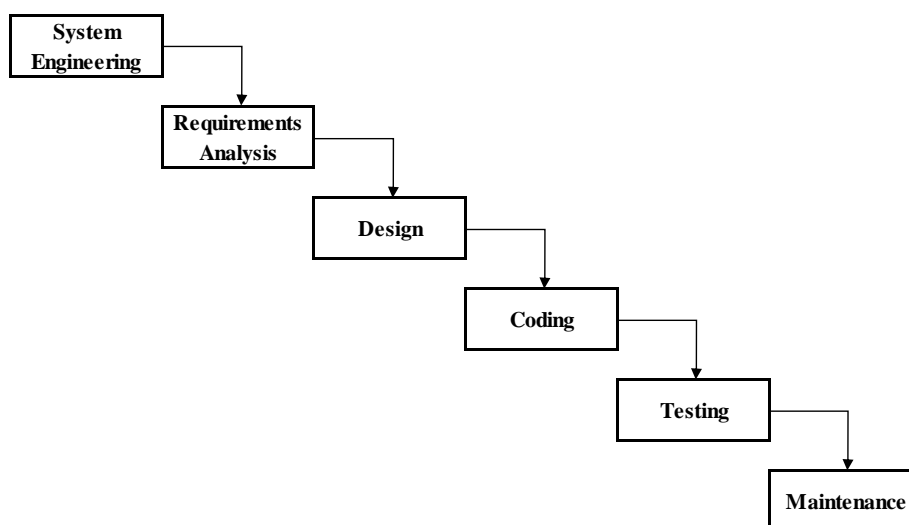 System
Engineering
Requirements
Analysis
Design
Coding
Testing
Maintenance